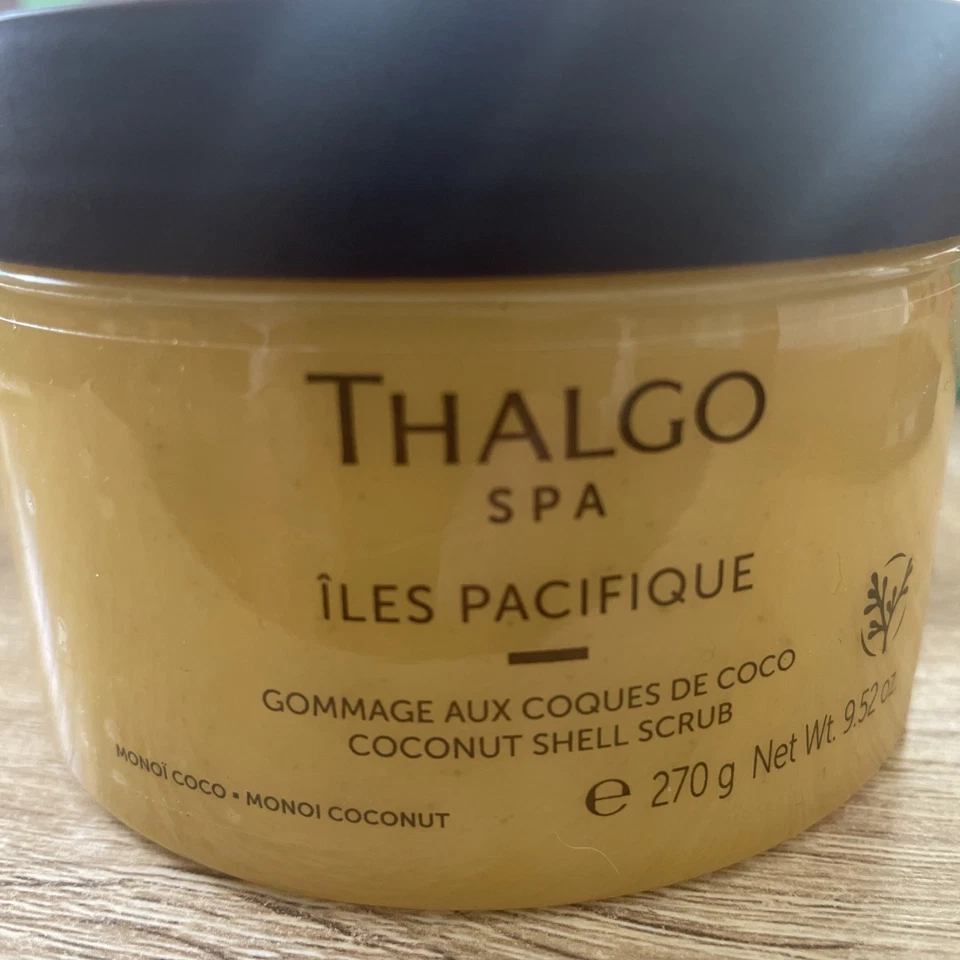 THALGO
SPA
ÎLES PACIFIQUE
GOMMAGE AUX COQUES DE COCO
COCONUT SHELL SCRUB
MONOÏ COCO ▪ MONOI COCONUT
℮ 270 g Net Wt. 9.52 oz.